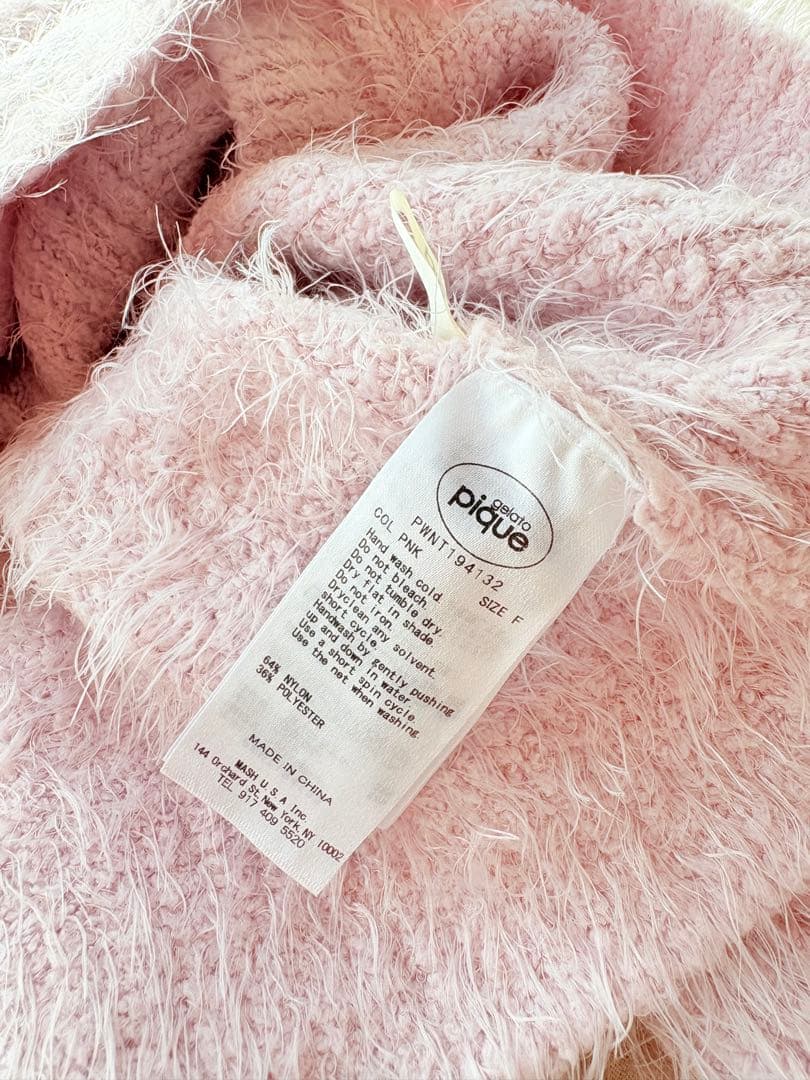 gelato
pique
PWNT194132
COL PNK SIZE F
Hand wash cold.
Do not bleach.
Do not tumble dry.
Dry flat in shade.
Do not iron.
Dryclean any solvent.
short cycle.
Handwash by gently pushing
up and down in water.
Use a short spin cycle.
Use the net when washing.
64% NYLON
36% POLYESTER
MADE IN CHINA
MASH U.S.A Inc.
144 Orchard St, New York, NY 10002
TEL 917 409 5520